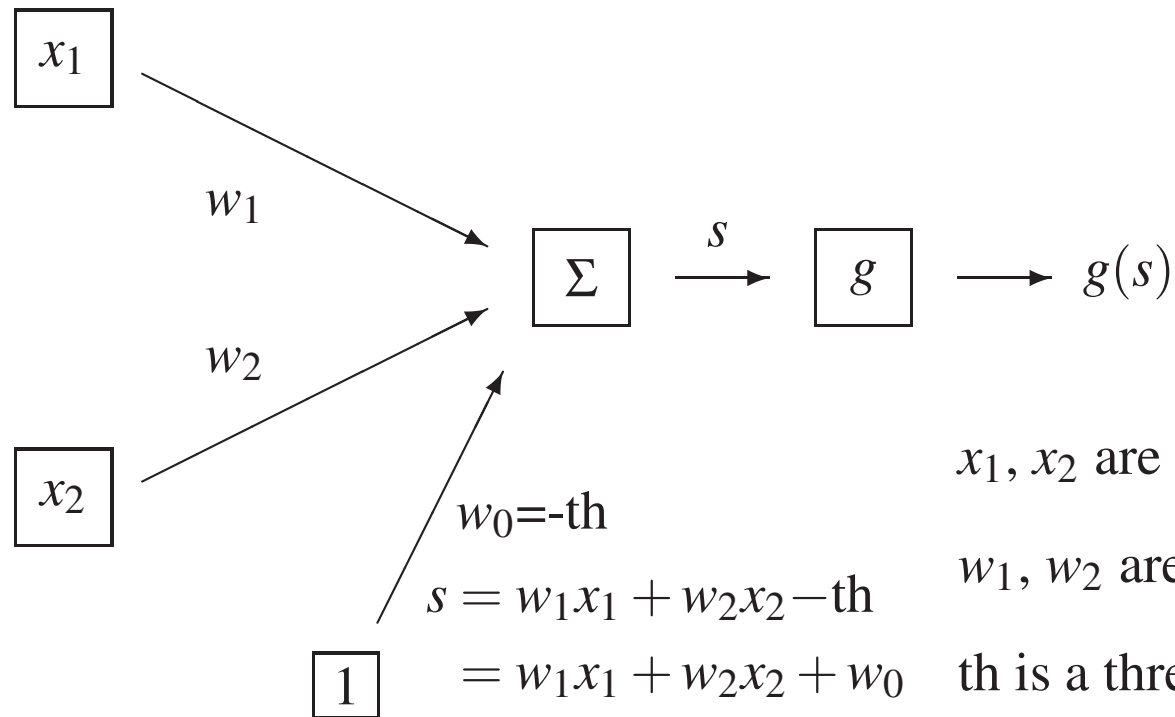 x₁
w₁
Σ
s
g
g(s)
w₂
x₂
1
w₀=-th
s = w₁x₁ + w₂x₂−th
= w₁x₁ + w₂x₂ + w₀
x₁, x₂ are
w₁, w₂ are
th is a thre